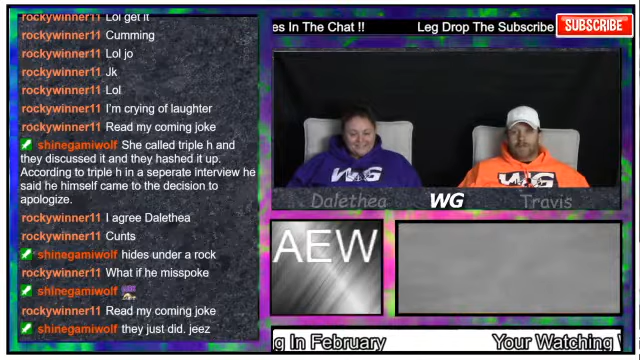 rockywinner11 Lol get it
rockywinner11 Cumming
rockywinner11 Lol jo
rockywinner11 Jk
rockywinner11 Lol
rockywinner11 I'm crying of laughter
rockywinner11 Read my coming joke
shinegamiwolf She called triple h and
they discussed it and they hashed it up.
According to triple h in a seperate interview he
said he himself came to the decision to
apologize.
rockywinner11 I agree Dalethea
rockywinner11 Cunts
shinegamiwolf hides under a rock
rockywinner11 What if he misspoke
shinegamiwolf
rockywinner11 Read my coming joke
shinegamiwolf they just did. jeez
es In The Chat !! Leg Drop The Subscribe
SUBSCRIBE
WG
WG
Dalethea WG Travis
AEW
g In February Your Watching